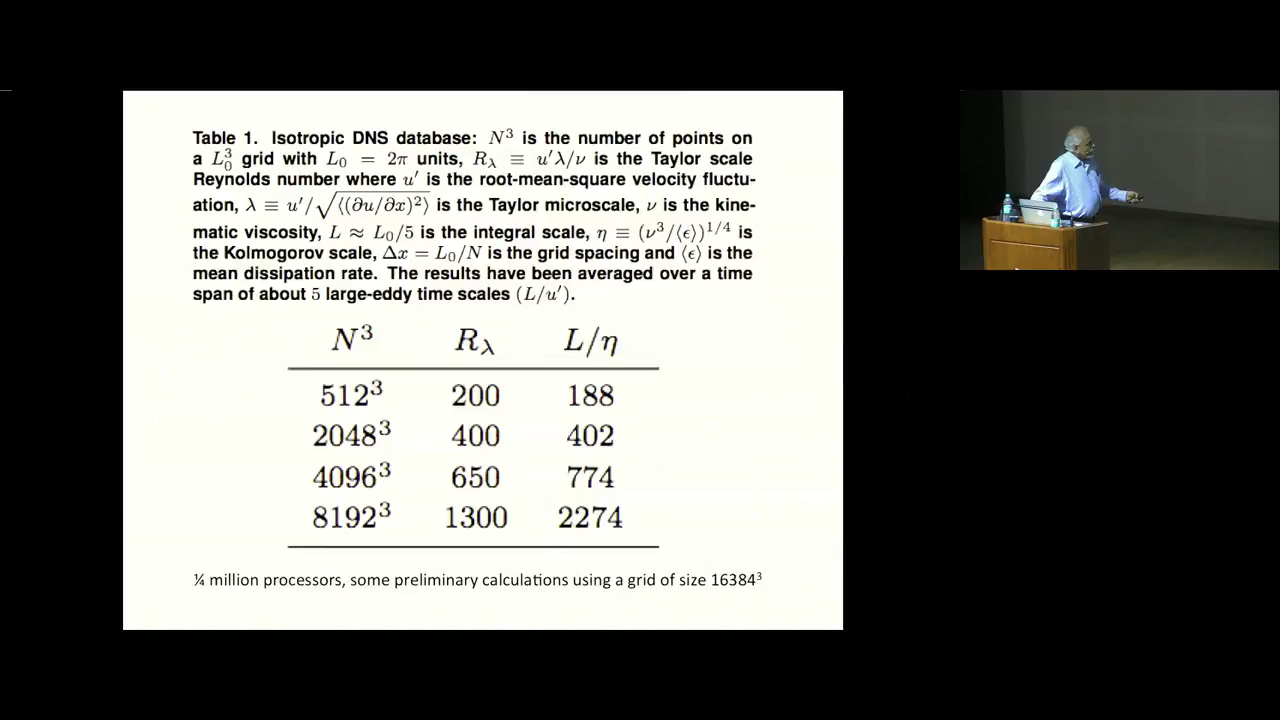 Table 1. Isotropic DNS database: N³ is the number of points on
a L₀³ grid with L₀ = 2π units, R_λ ≡ u′λ/ν is the Taylor scale
Reynolds number where u′ is the root-mean-square velocity fluctu-
ation, λ ≡ u′/√⟨(∂u/∂x)²⟩ is the Taylor microscale, ν is the kine-
matic viscosity, L ≈ L₀/5 is the integral scale, η ≡ (ν³/⟨ϵ⟩)^1/4 is
the Kolmogorov scale, Δx = L₀/N is the grid spacing and ⟨ϵ⟩ is the
mean dissipation rate. The results have been averaged over a time
span of about 5 large-eddy time scales (L/u′).
N³ R_λ L/η
512³ 200 188
2048³ 400 402
4096³ 650 774
8192³ 1300 2274
¼ million processors, some preliminary calculations using a grid of size 16384³